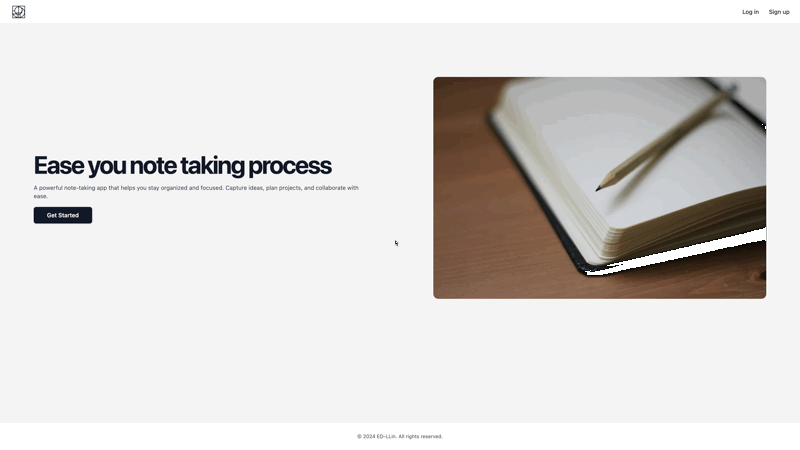 Log in Sign up
Ease you note taking process
A powerful note-taking app that helps you stay organized and focused. Capture ideas, plan projects, and collaborate with
ease.
Get Started
© 2024 ED-LLin. All rights reserved.